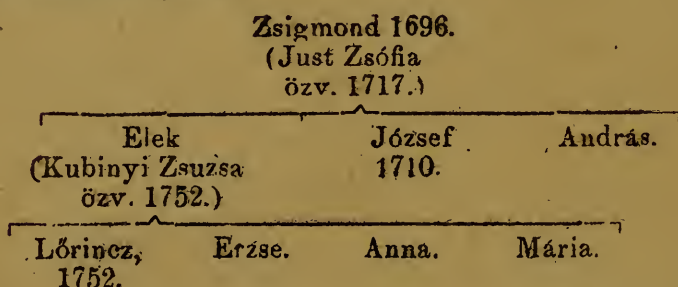 Zsigmond 1696.
(Just Zsófia
özv. 1717.)
Elek József András.
(Kubinyi Zsuzsa 1710.
özv. 1752.)
Lőrincz, Erzse. Anna. Mária.
1752.